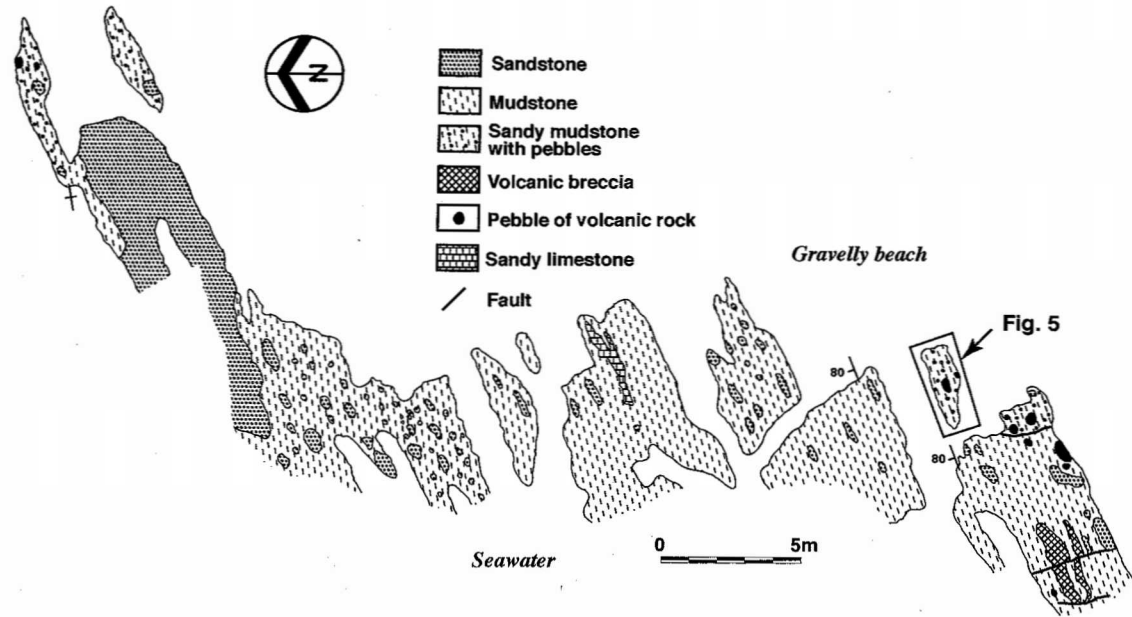 N
Sandstone
Mudstone
Sandy mudstone
with pebbles
Volcanic breccia
Pebble of volcanic rock
Sandy limestone
Fault
Gravelly beach
Fig. 5
80
80
Seawater
0 5m